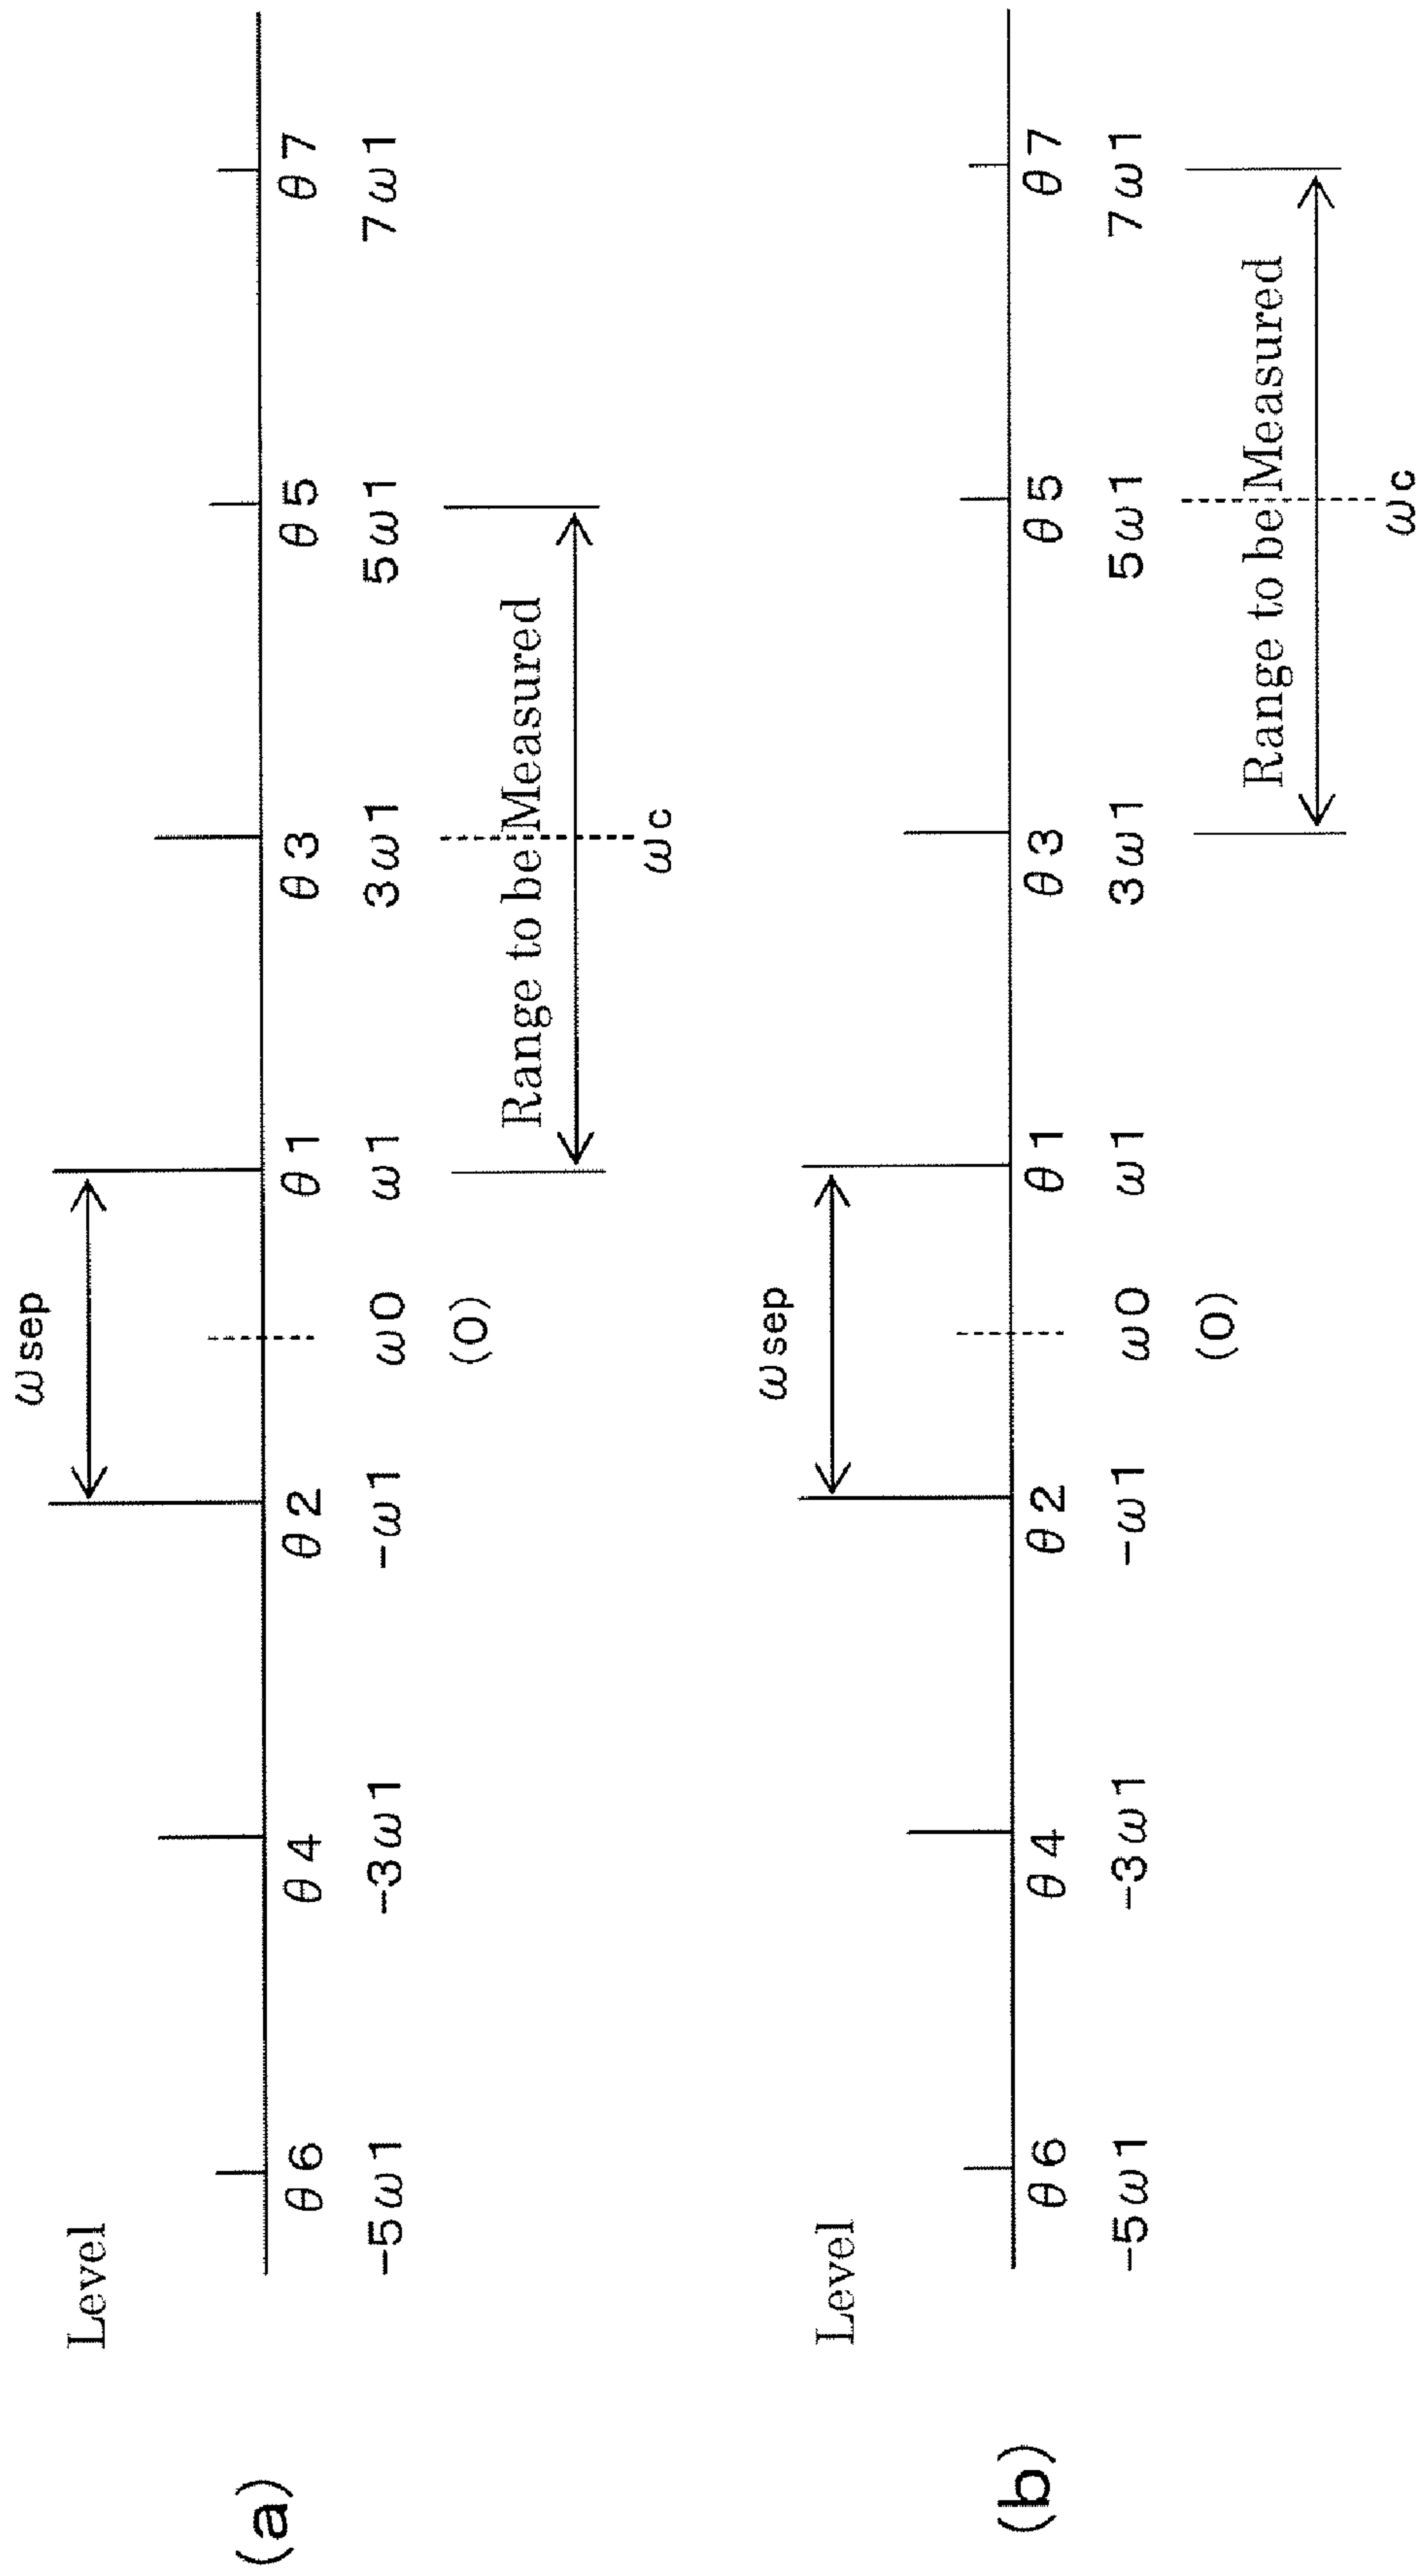 (a)
Level
ωsep
θ6 θ4 θ2 θ1 θ3 θ5 θ7
-5ω1 -3ω1 -ω1 ω0 ω1 3ω1 5ω1 7ω1
(0)
Range to be Measured
ωc
(b)
Level
ωsep
θ6 θ4 θ2 θ1 θ3 θ5 θ7
-5ω1 -3ω1 -ω1 ω0 ω1 3ω1 5ω1 7ω1
(0)
Range to be Measured
ωc